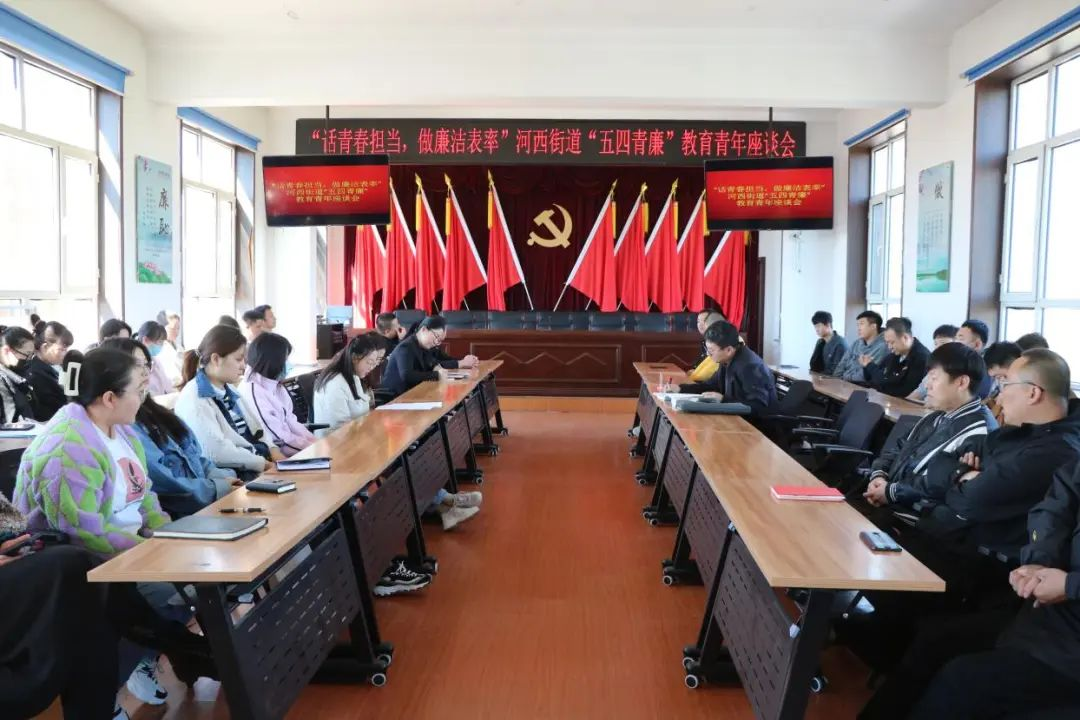 “话青春担当，做廉洁表率”河西街道“五四青廉”教育青年座谈会
“话青春担当，做廉洁表率”
河西街道“五四青廉”
教育青年座谈会
“话青春担当，做廉洁表率”
河西街道“五四青廉”
教育青年座谈会
廉耻
做